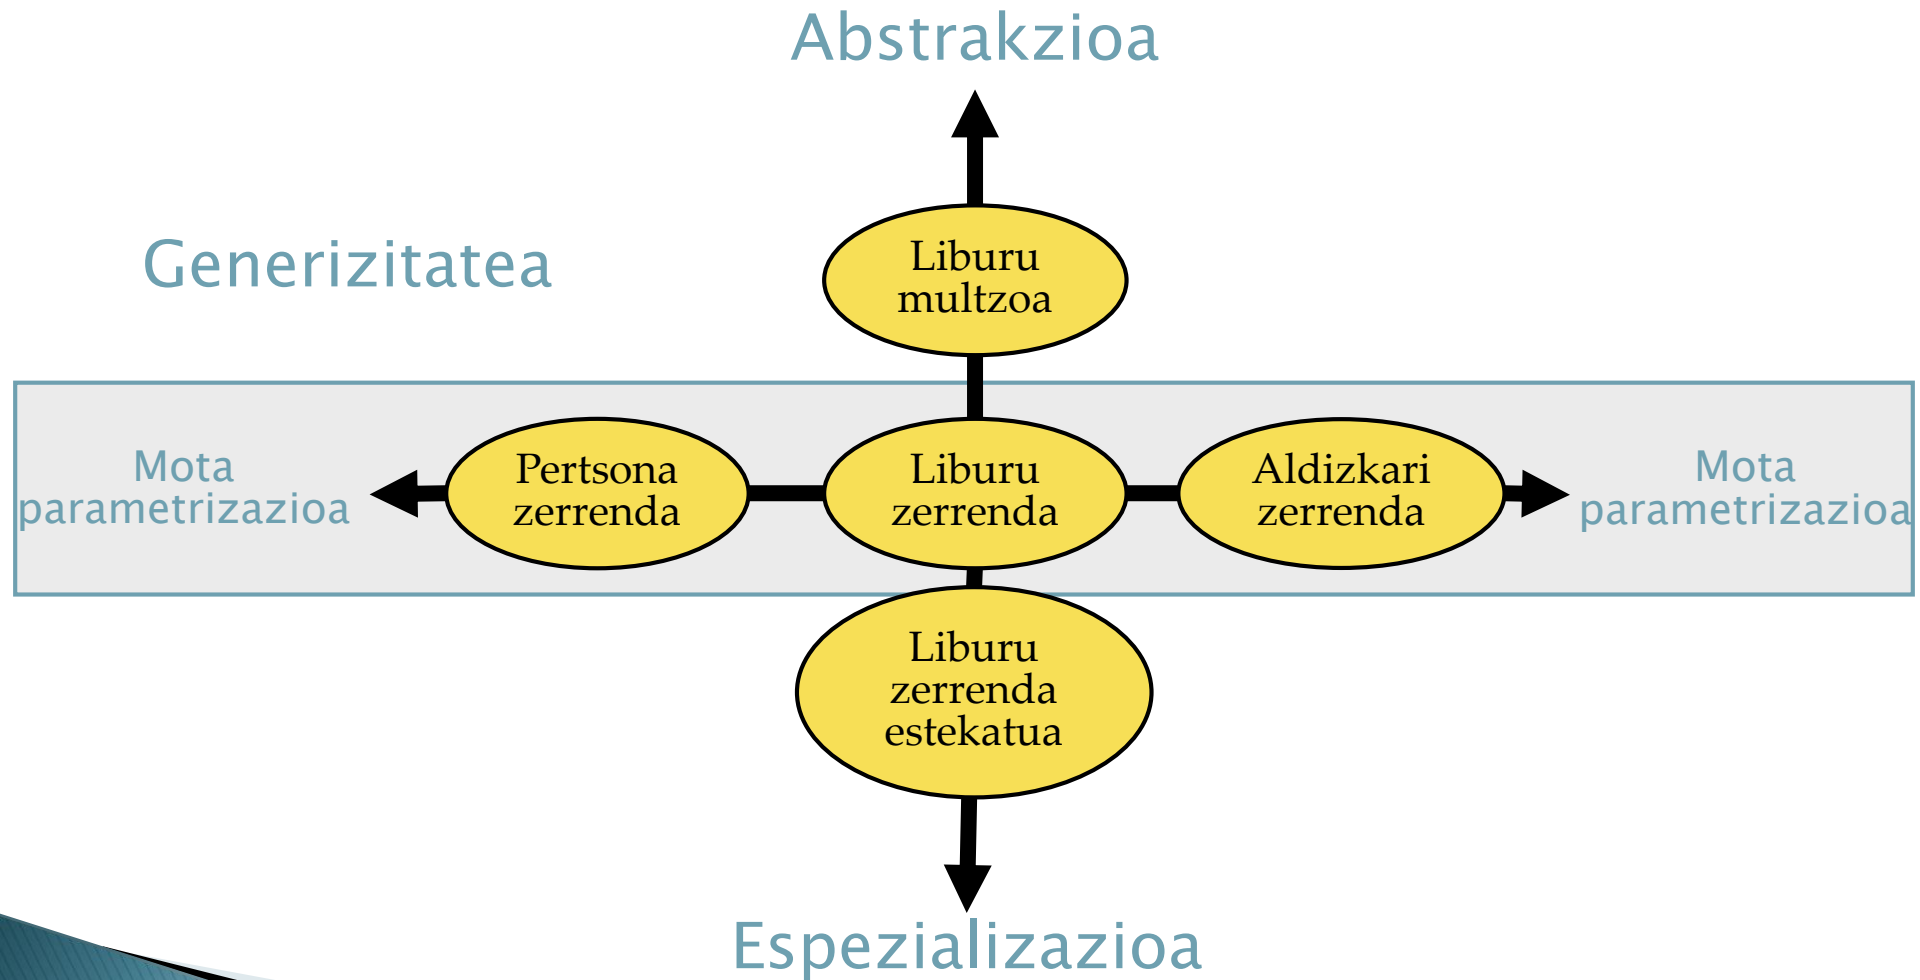 Abstrakzioa
Generizitatea
Liburu
multzoa
Mota
parametrizazioa
Pertsona
zerrenda
Liburu
zerrenda
Aldizkari
zerrenda
Mota
parametrizazioa
Liburu
zerrenda
estekatua
Espezializazioa